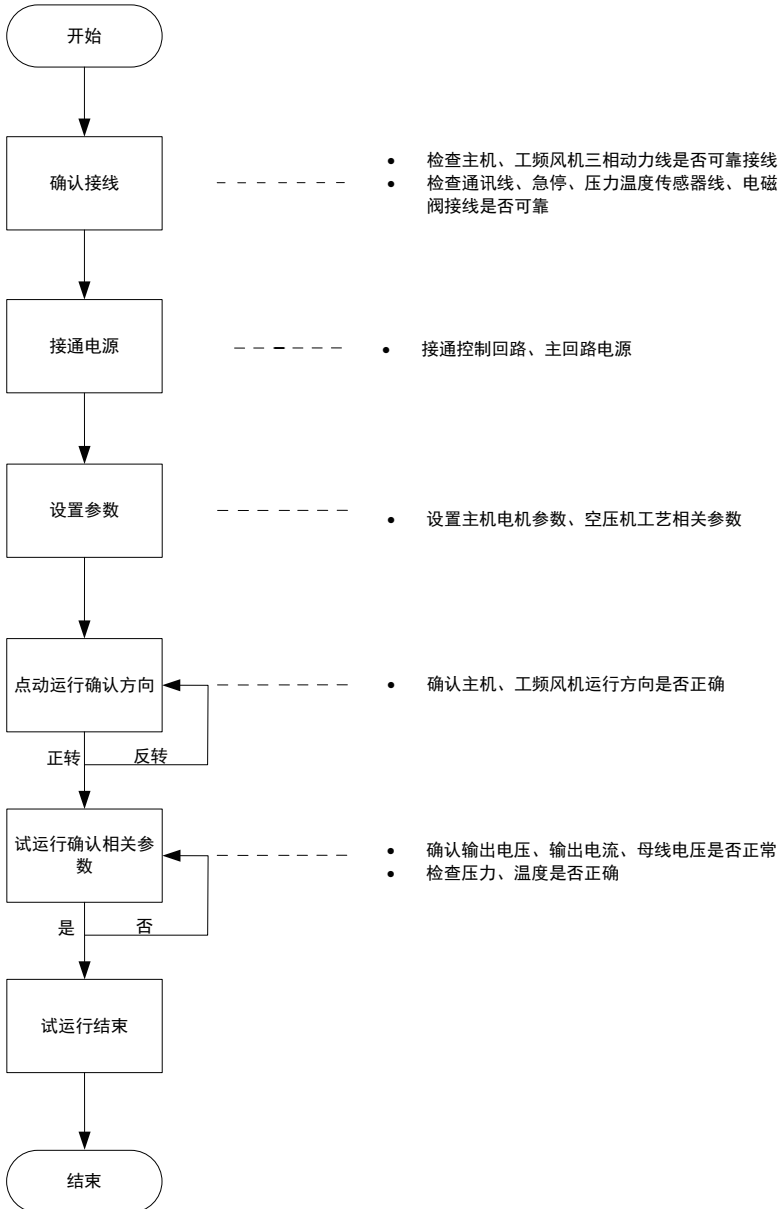 开始
确认接线
• 检查主机、工频风机三相动力线是否可靠接线
• 检查通讯线、急停、压力温度传感器线、电磁
阀接线是否可靠
接通电源
• 接通控制回路、主回路电源
设置参数
• 设置主机电机参数、空压机工艺相关参数
点动运行确认方向
• 确认主机、工频风机运行方向是否正确
正转
反转
试运行确认相关参
数
• 确认输出电压、输出电流、母线电压是否正常
• 检查压力、温度是否正确
是
否
试运行结束
结束